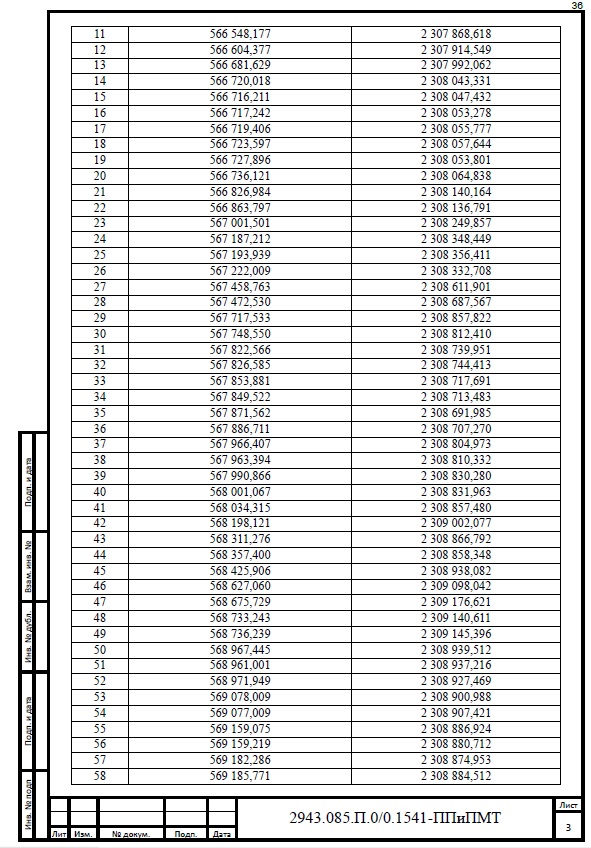 36
11 566 548,177 2 307 868,618
12 566 604,377 2 307 914,549
13 566 681,629 2 307 992,062
14 566 720,018 2 308 043,331
15 566 716,211 2 308 047,432
16 566 717,242 2 308 053,278
17 566 719,406 2 308 055,777
18 566 723,597 2 308 057,644
19 566 727,896 2 308 053,801
20 566 736,121 2 308 064,838
21 566 826,984 2 308 140,164
22 566 863,797 2 308 136,791
23 567 001,501 2 308 249,857
24 567 187,212 2 308 348,449
25 567 193,939 2 308 356,411
26 567 222,009 2 308 332,708
27 567 458,763 2 308 611,901
28 567 472,530 2 308 687,567
29 567 717,533 2 308 857,822
30 567 748,550 2 308 812,410
31 567 822,566 2 308 739,951
32 567 826,585 2 308 744,413
33 567 853,881 2 308 717,691
34 567 849,522 2 308 713,483
35 567 871,562 2 308 691,985
36 567 886,711 2 308 707,270
37 567 966,407 2 308 804,973
38 567 963,394 2 308 810,332
39 567 990,866 2 308 830,280
40 568 001,067 2 308 831,963
41 568 034,315 2 308 857,480
42 568 198,121 2 309 002,077
43 568 311,276 2 308 866,792
44 568 357,400 2 308 858,348
45 568 425,906 2 308 938,082
46 568 627,060 2 309 098,042
47 568 675,729 2 309 176,621
48 568 733,243 2 309 140,611
49 568 736,239 2 309 145,396
50 568 967,445 2 308 939,512
51 568 961,001 2 308 937,216
52 568 971,949 2 308 927,469
53 569 078,009 2 308 900,988
54 569 077,009 2 308 907,421
55 569 159,075 2 308 886,924
56 569 159,219 2 308 880,712
57 569 182,286 2 308 874,953
58 569 185,771 2 308 884,512
Подп. и дата
Взам. инв. №
Инв. № дубл.
Подп. и дата
Инв. № подп
Лит Изм. № докум. Подп. Дата
2943.085.П.0/0.1541-ППиПМТ
Лист
3